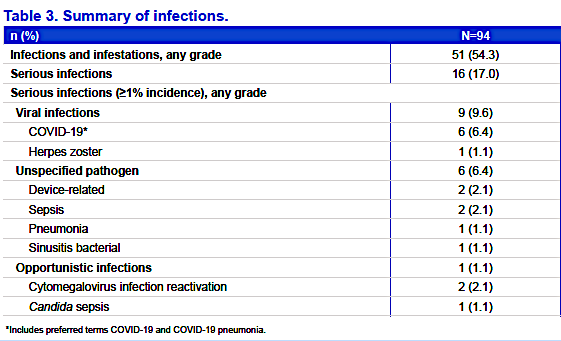 Table 3. Summary of infections.
n (%) N=94
Infections and infestations, any grade 51 (54.3)
Serious infections 16 (17.0)
Serious infections (≥1% incidence), any grade
Viral infections 9 (9.6)
COVID-19* 6 (6.4)
Herpes zoster 1 (1.1)
Unspecified pathogen 6 (6.4)
Device-related 2 (2.1)
Sepsis 2 (2.1)
Pneumonia 1 (1.1)
Sinusitis bacterial 1 (1.1)
Opportunistic infections 1 (1.1)
Cytomegalovirus infection reactivation 2 (2.1)
Candida sepsis 1 (1.1)
*Includes preferred terms COVID-19 and COVID-19 pneumonia.